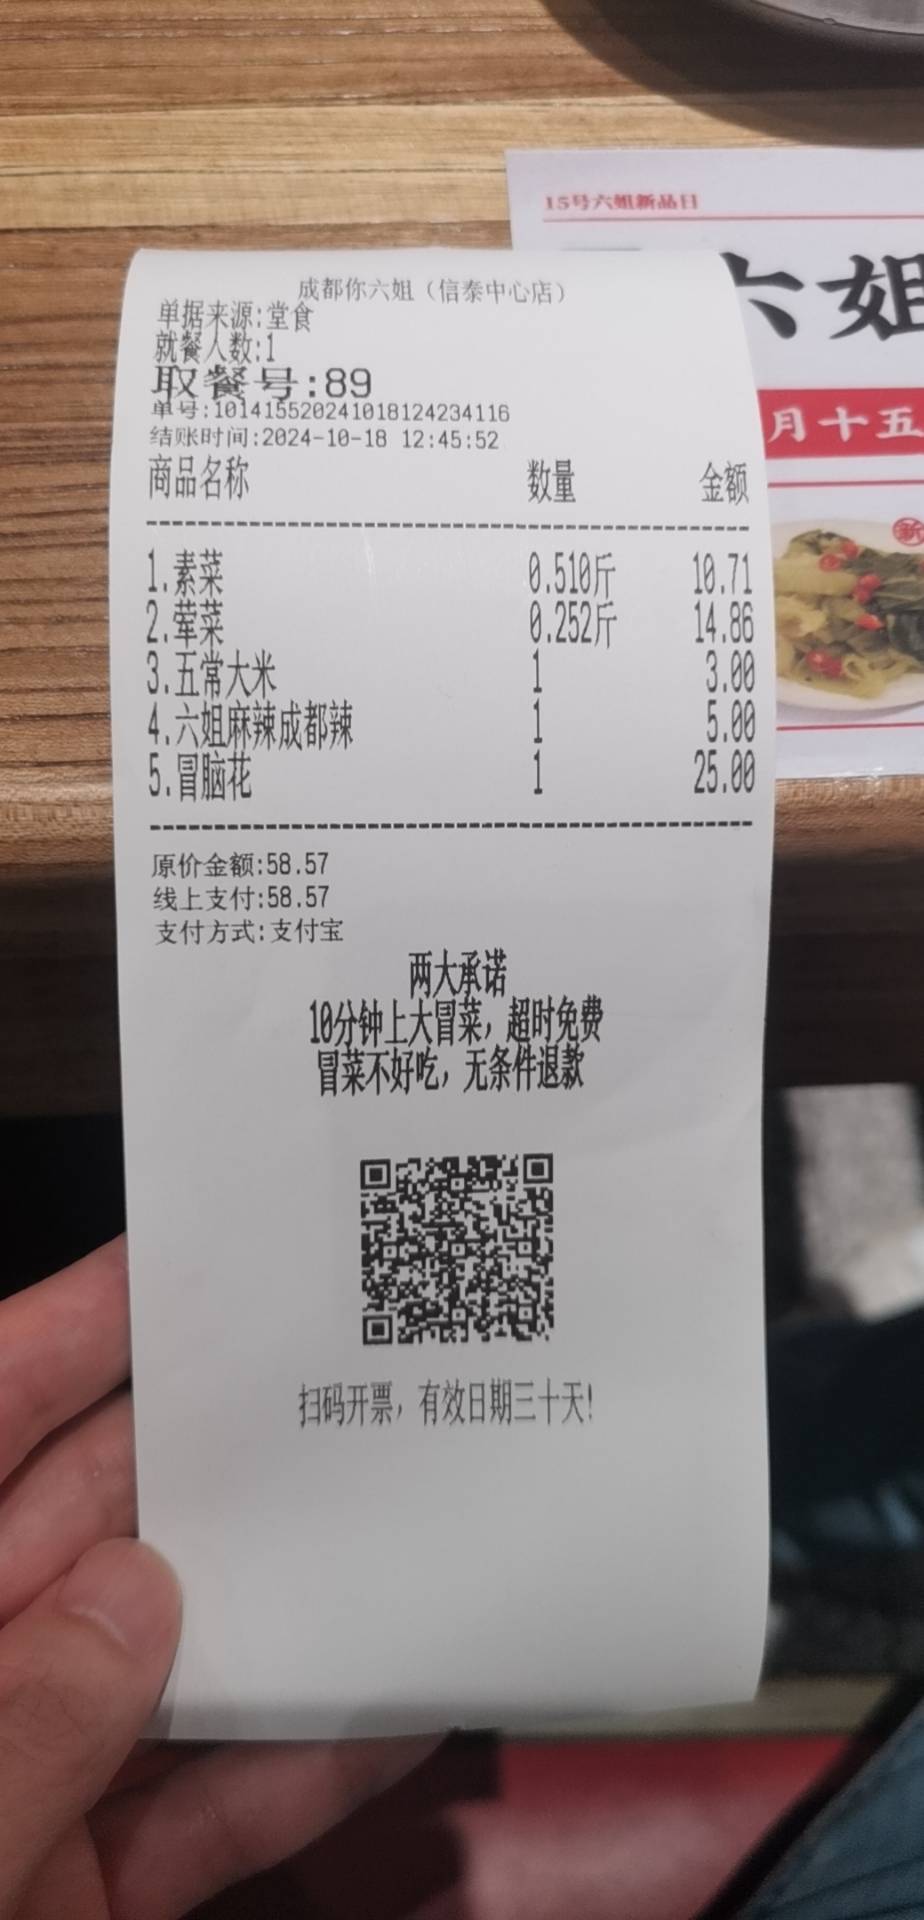 15号六姐新品日
六姐
月十五
新
成都你六姐（信泰中心店）
单据来源:堂食
就餐人数:1
取餐号:89
单号:10141552024101812423​4116
结账时间:2024-10-18 12:45:52
商品名称 数量 金额
1.素菜 0.510斤 10.71
2.荤菜 0.252斤 14.86
3.五常大米 1 3.00
4.六姐麻辣成都辣 1 5.00
5.冒脑花 1 25.00
原价金额:58.57
线上支付:58.57
支付方式:支付宝
两大承诺
10分钟上大冒菜，超时免费
冒菜不好吃，无条件退款
扫码开票，有效日期三十天!